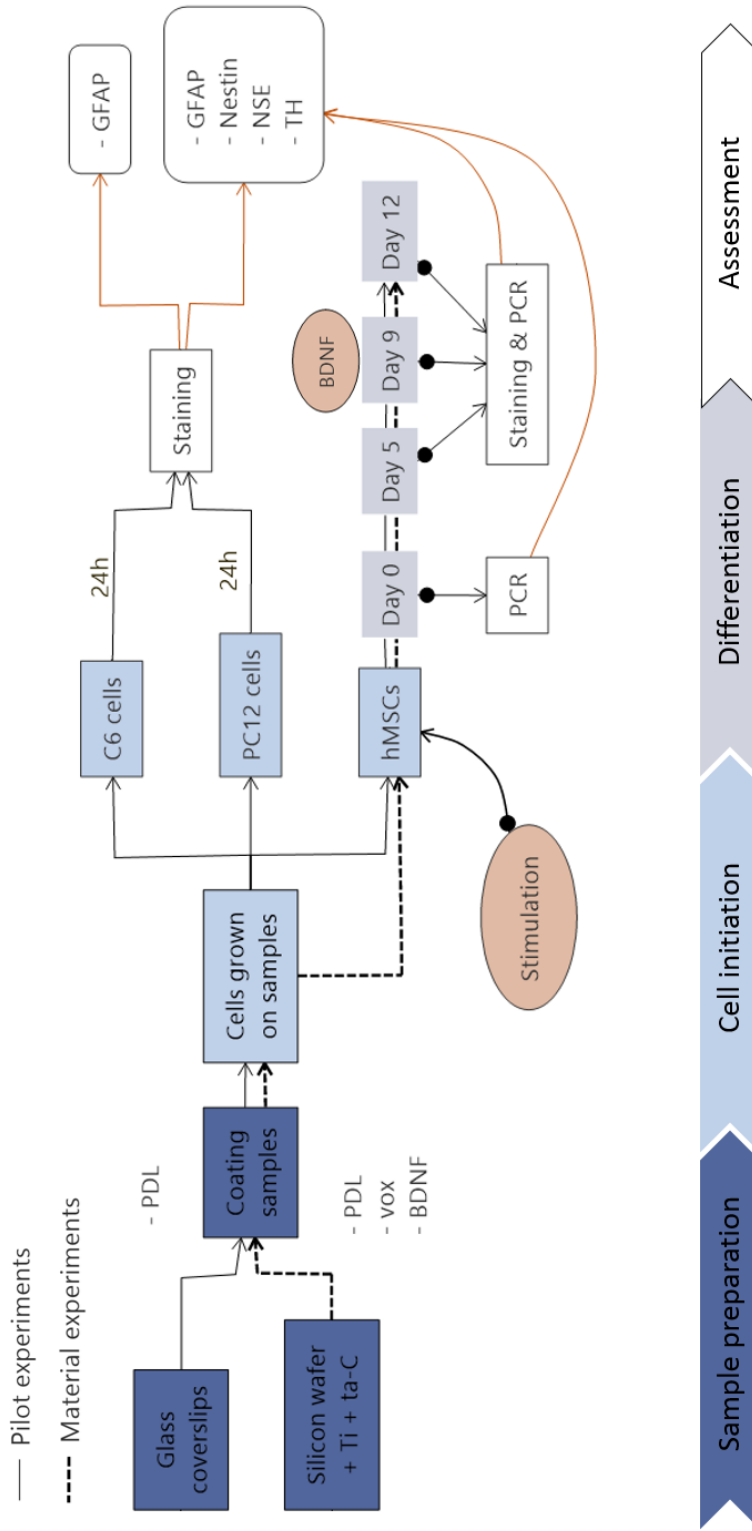 Pilot experiments
Material experiments
Glass
coverslips
Silicon wafer
+ Ti + ta-C
- PDL
Coating
samples
- PDL
- vox
- BDNF
Cells grown
on samples
Stimulation
C6 cells
PC12 cells
hMSCs
24h
24h
Staining
Day 0
Day 5
Day 9
Day 12
BDNF
PCR
Staining & PCR
- GFAP
- GFAP
- Nestin
- NSE
- TH
Sample preparation
Cell initiation
Differentiation
Assessment